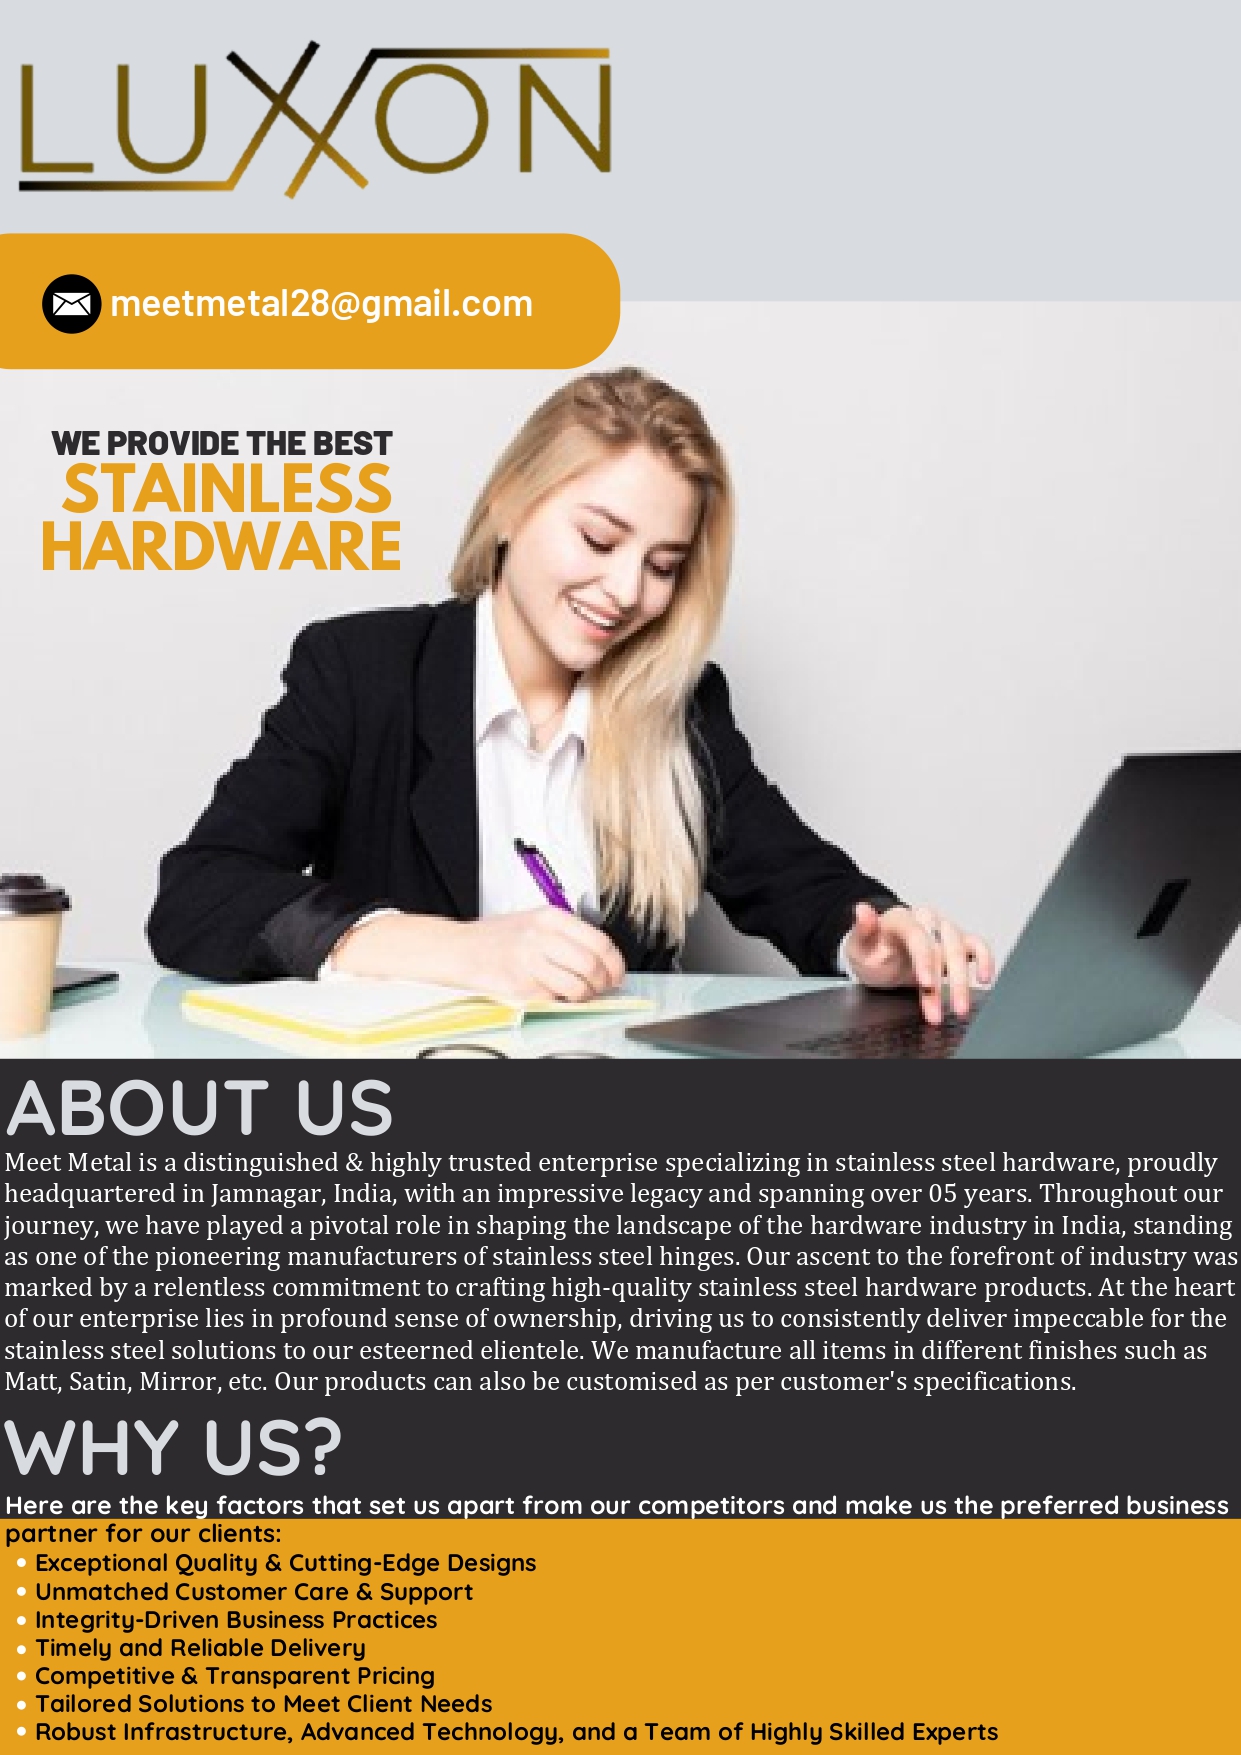 LUXXON
meetmetal28@gmail.com
WE PROVIDE THE BEST
STAINLESS
HARDWARE
ABOUT US
Meet Metal is a distinguished & highly trusted enterprise specializing in stainless steel hardware, proudly
headquartered in Jamnagar, India, with an impressive legacy and spanning over 05 years. Throughout our
journey, we have played a pivotal role in shaping the landscape of the hardware industry in India, standing
as one of the pioneering manufacturers of stainless steel hinges. Our ascent to the forefront of industry was
marked by a relentless commitment to crafting high-quality stainless steel hardware products. At the heart
of our enterprise lies in profound sense of ownership, driving us to consistently deliver impeccable for the
stainless steel solutions to our esteerned elientele. We manufacture all items in different finishes such as
Matt, Satin, Mirror, etc. Our products can also be customised as per customer's specifications.
WHY US?
Here are the key factors that set us apart from our competitors and make us the preferred business
partner for our clients:
• Exceptional Quality & Cutting-Edge Designs
• Unmatched Customer Care & Support
• Integrity-Driven Business Practices
• Timely and Reliable Delivery
• Competitive & Transparent Pricing
• Tailored Solutions to Meet Client Needs
• Robust Infrastructure, Advanced Technology, and a Team of Highly Skilled Experts